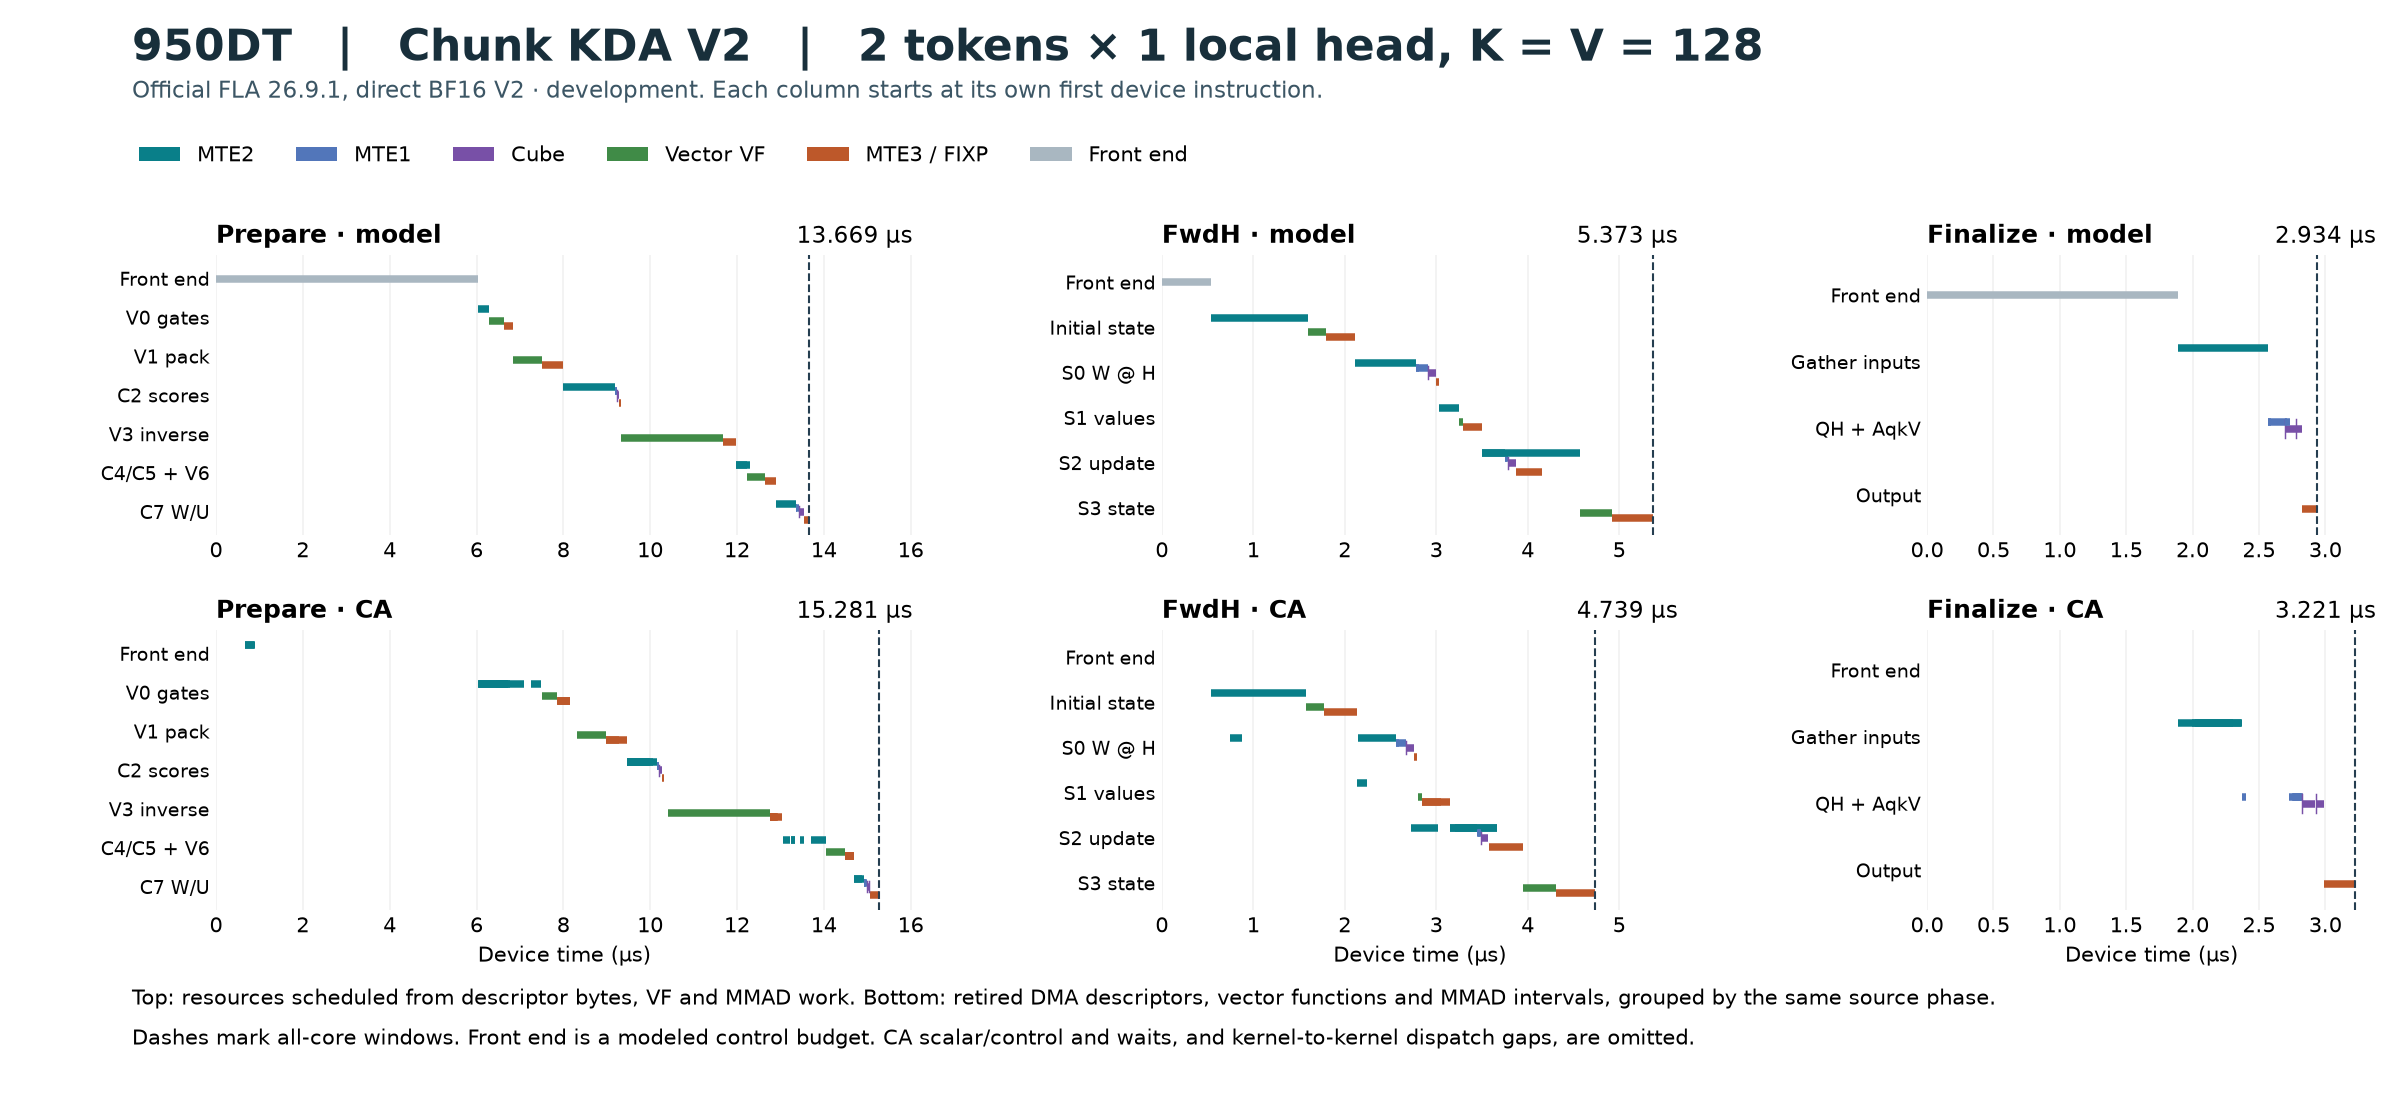 950DT | Chunk KDA V2 | 2 tokens × 1 local head, K = V = 128
Official FLA 26.9.1, direct BF16 V2 · development. Each column starts at its own first device instruction.
MTE2 MTE1 Cube Vector VF MTE3 / FIXP Front end
Prepare · model 13.669 µs
Front end
V0 gates
V1 pack
C2 scores
V3 inverse
C4/C5 + V6
C7 W/U
0 2 4 6 8 10 12 14 16
FwdH · model 5.373 µs
Front end
Initial state
S0 W @ H
S1 values
S2 update
S3 state
0 1 2 3 4 5
Finalize · model 2.934 µs
Front end
Gather inputs
QH + AqkV
Output
0.0 0.5 1.0 1.5 2.0 2.5 3.0
Prepare · CA 15.281 µs
Front end
V0 gates
V1 pack
C2 scores
V3 inverse
C4/C5 + V6
C7 W/U
0 2 4 6 8 10 12 14 16
Device time (µs)
FwdH · CA 4.739 µs
Front end
Initial state
S0 W @ H
S1 values
S2 update
S3 state
0 1 2 3 4 5
Device time (µs)
Finalize · CA 3.221 µs
Front end
Gather inputs
QH + AqkV
Output
0.0 0.5 1.0 1.5 2.0 2.5 3.0
Device time (µs)
Top: resources scheduled from descriptor bytes, VF and MMAD work. Bottom: retired DMA descriptors, vector functions and MMAD intervals, grouped by the same source phase.
Dashes mark all-core windows. Front end is a modeled control budget. CA scalar/control and waits, and kernel-to-kernel dispatch gaps, are omitted.